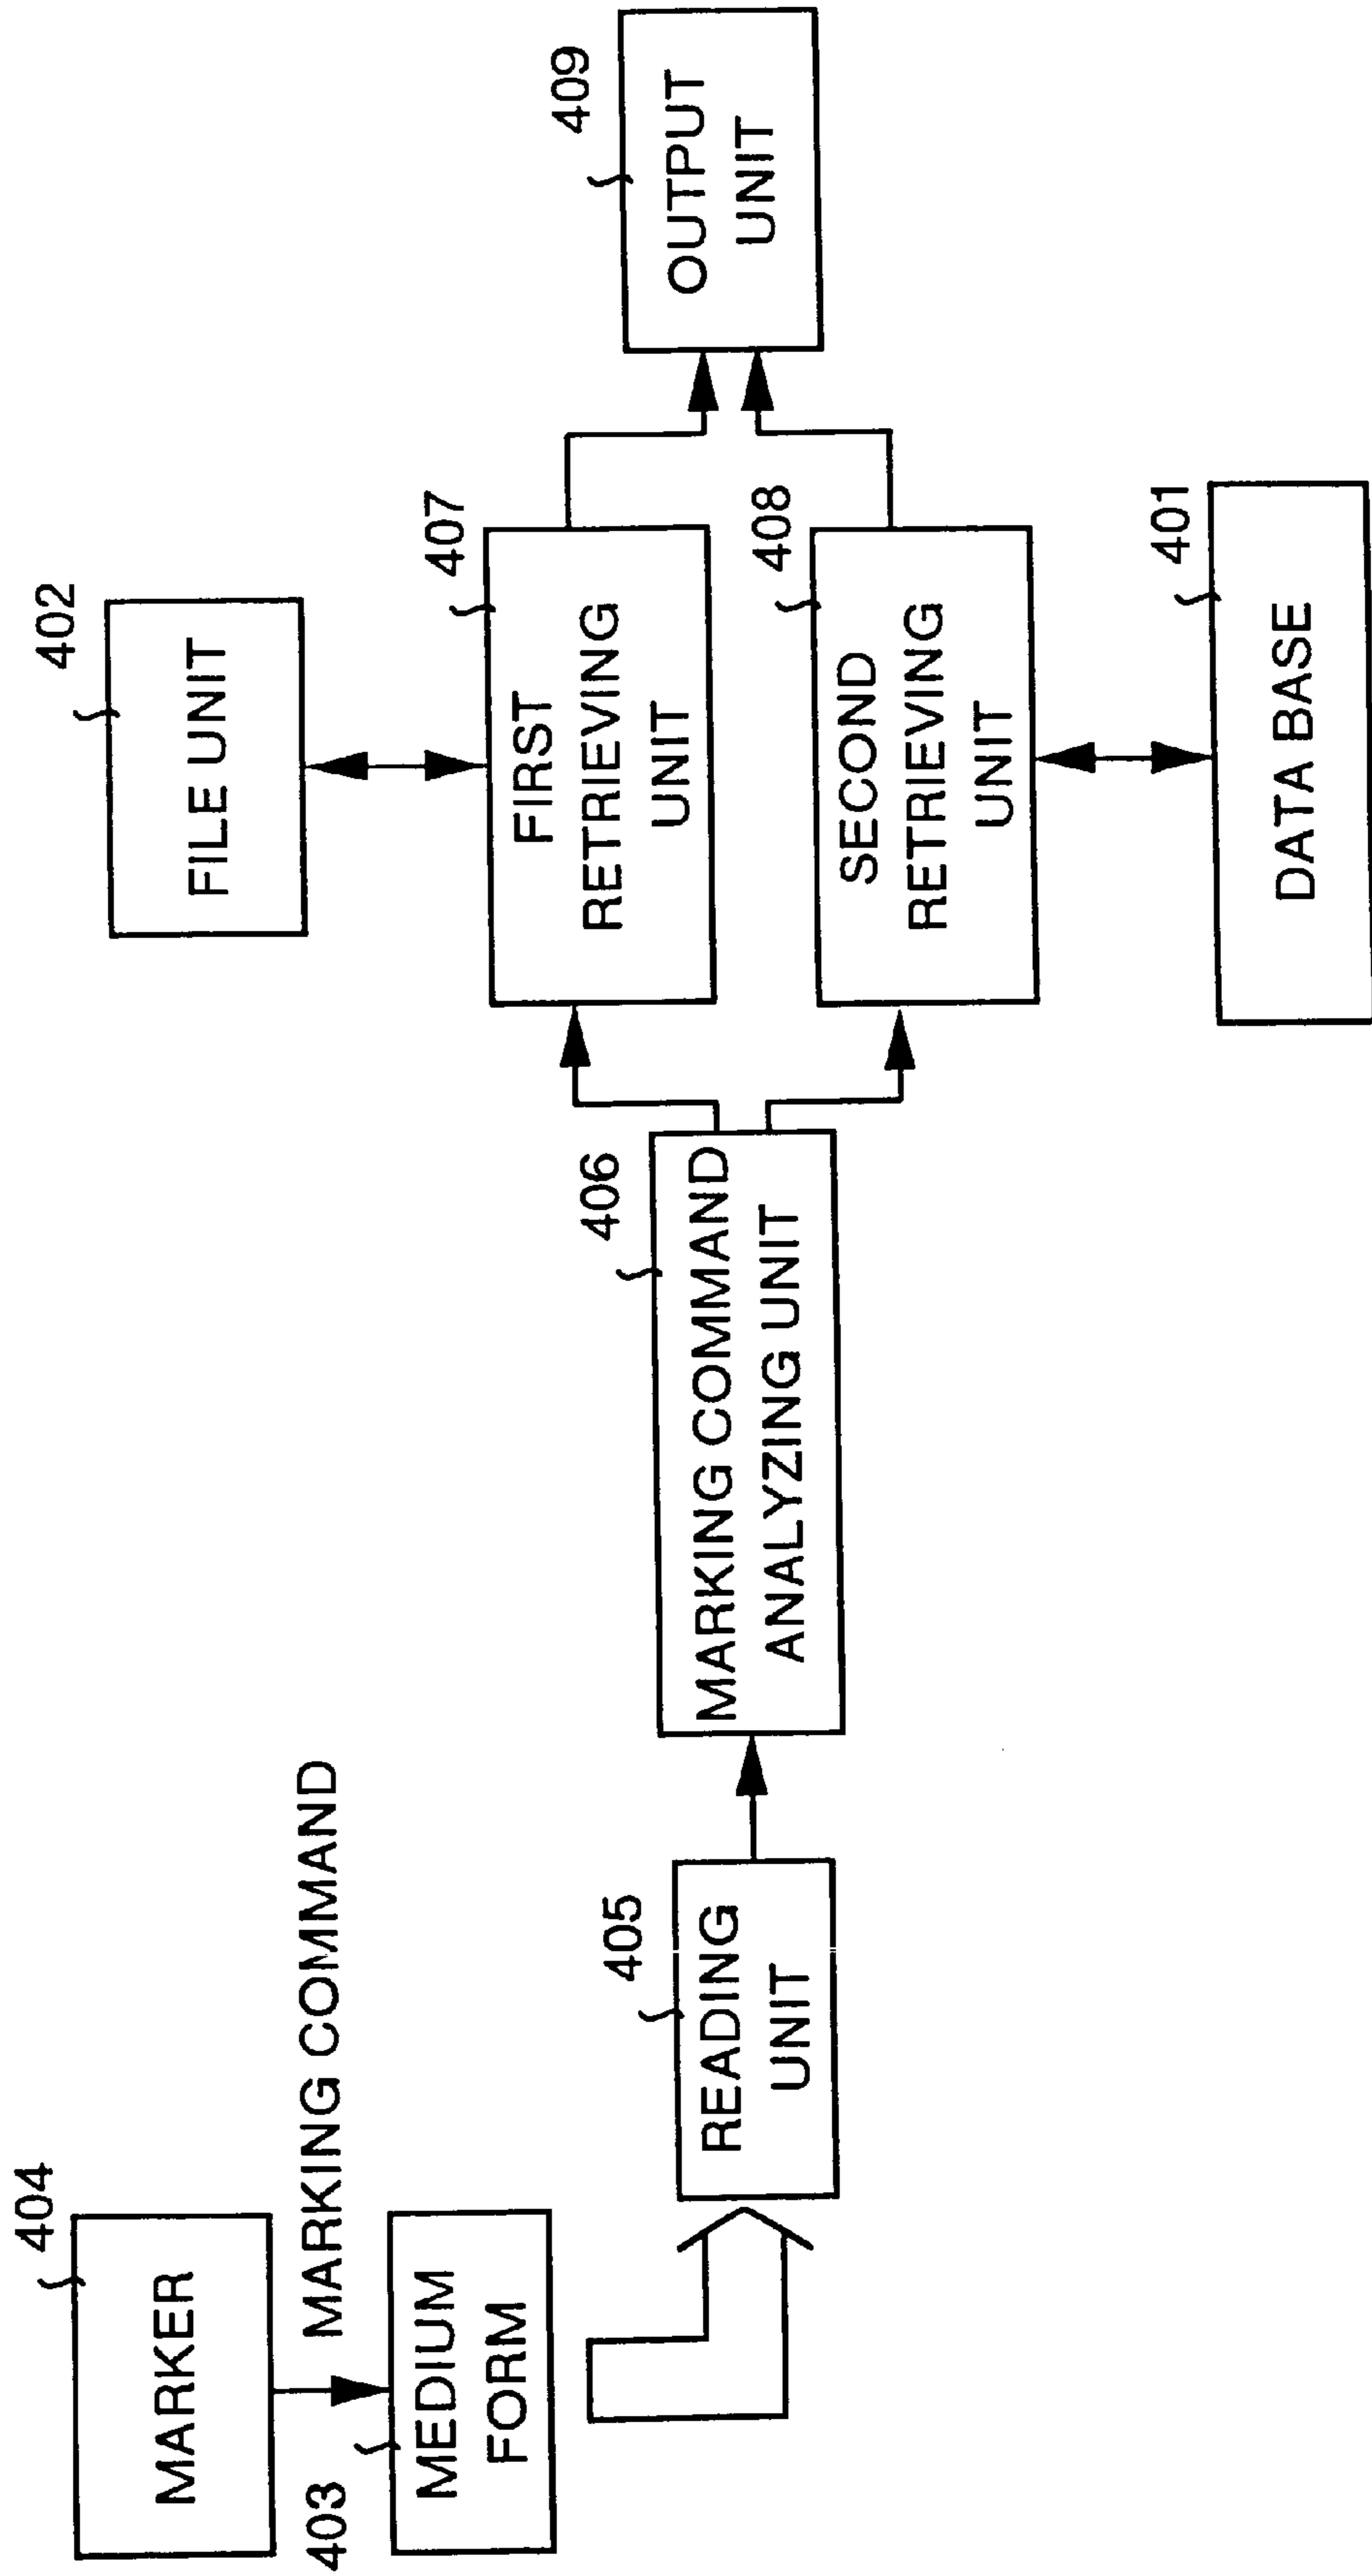 404
MARKER
MARKING COMMAND
403
MEDIUM
FORM
405
READING
UNIT
406
MARKING COMMAND
ANALYZING UNIT
402
FILE UNIT
407
FIRST
RETRIEVING
UNIT
408
SECOND
RETRIEVING
UNIT
401
DATA BASE
409
OUTPUT
UNIT